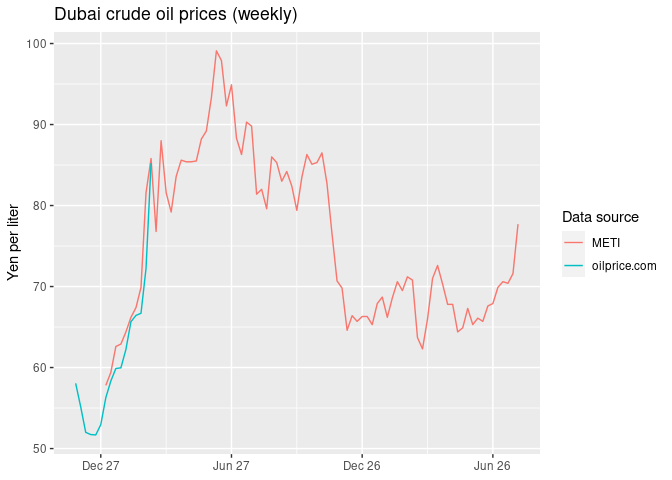 Dubai crude oil prices (weekly)
100
90
80
70
60
50
Yen per liter
Dec 27
Jun 27
Dec 26
Jun 26
Data source
METI
oilprice.com